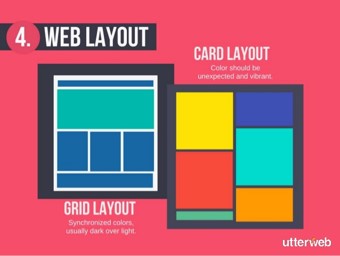 4. WEB LAYOUT
CARD LAYOUT
Color should be
unexpected and vibrant.
GRID LAYOUT
Synchronized colors,
usually dark over light.
utterweb